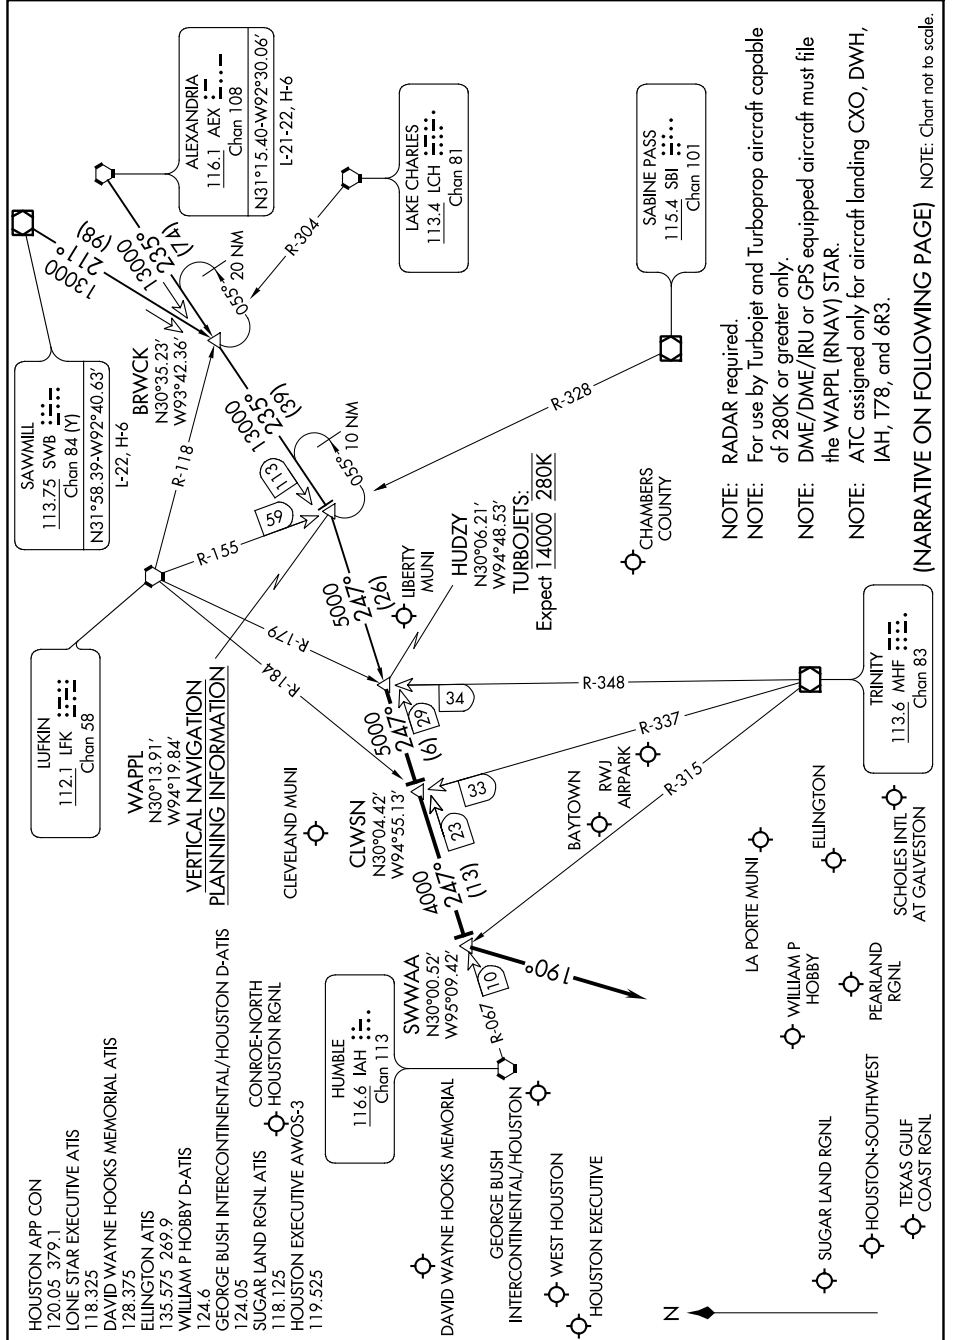 HOUSTON APP CON
120.05 379.1
LONE STAR EXECUTIVE ATIS
118.325
DAVID WAYNE HOOKS MEMORIAL ATIS
128.375
ELLINGTON ATIS
135.575 269.9
WILLIAM P HOBBY D-ATIS
124.6
GEORGE BUSH INTERCONTINENTAL/HOUSTON D-ATIS
124.05
SUGAR LAND RGNL ATIS
118.125
HOUSTON EXECUTIVE AWOS-3
119.525
CONROE-NORTH
HOUSTON RGNL
LUFKIN
112.1 LFK
Chan 58
SAWMILL
113.75 SWB
Chan 84 (Y)
N31°58.39-W92°40.63′
L-22, H-6
ALEXANDRIA
116.1 AEX
Chan 108
N31°15.40-W92°30.06′
L-21-22, H-6
LAKE CHARLES
113.4 LCH
Chan 81
SABINE PASS
115.4 SBI
Chan 101
TRINITY
113.6 MHF
Chan 83
HUMBLE
116.6 IAH
Chan 113
13000
211°
(98)
13000
235°
(74)
20 NM
055°
R-304
BRWCK
N30°35.23′
W93°42.36′
R-118
13000
235°
(39)
10 NM
055°
R-328
113
59
R-155
WAPPL
N30°13.91′
W94°19.84′
VERTICAL NAVIGATION
PLANNING INFORMATION
R-179
R-184
5000
247°
(26)
LIBERTY
MUNI
HUDZY
N30°06.21′
W94°48.53′
TURBOJETS:
Expect 14000 280K
CHAMBERS
COUNTY
5000
247°
(6)
29
34
R-348
CLEVELAND MUNI
CLWSN
N30°04.42′
W94°55.13′
33
23
R-337
4000
247°
(13)
R-315
BAYTOWN
RWJ
AIRPARK
SWWAA
N30°00.52′
W95°09.42′
10
R-067
190°
LA PORTE MUNI
ELLINGTON
SCHOLES INTL
AT GALVESTON
WILLIAM P
HOBBY
PEARLAND
RGNL
DAVID WAYNE HOOKS MEMORIAL
GEORGE BUSH
INTERCONTINENTAL/HOUSTON
WEST HOUSTON
HOUSTON EXECUTIVE
SUGAR LAND RGNL
HOUSTON-SOUTHWEST
TEXAS GULF
COAST RGNL
N
NOTE: RADAR required.
NOTE: For use by Turbojet and Turboprop aircraft capable
of 280K or greater only.
NOTE: DME/DME/IRU or GPS equipped aircraft must file
the WAPPL (RNAV) STAR.
NOTE: ATC assigned only for aircraft landing CXO, DWH,
IAH, T78, and 6R3.
(NARRATIVE ON FOLLOWING PAGE) NOTE: Chart not to scale.